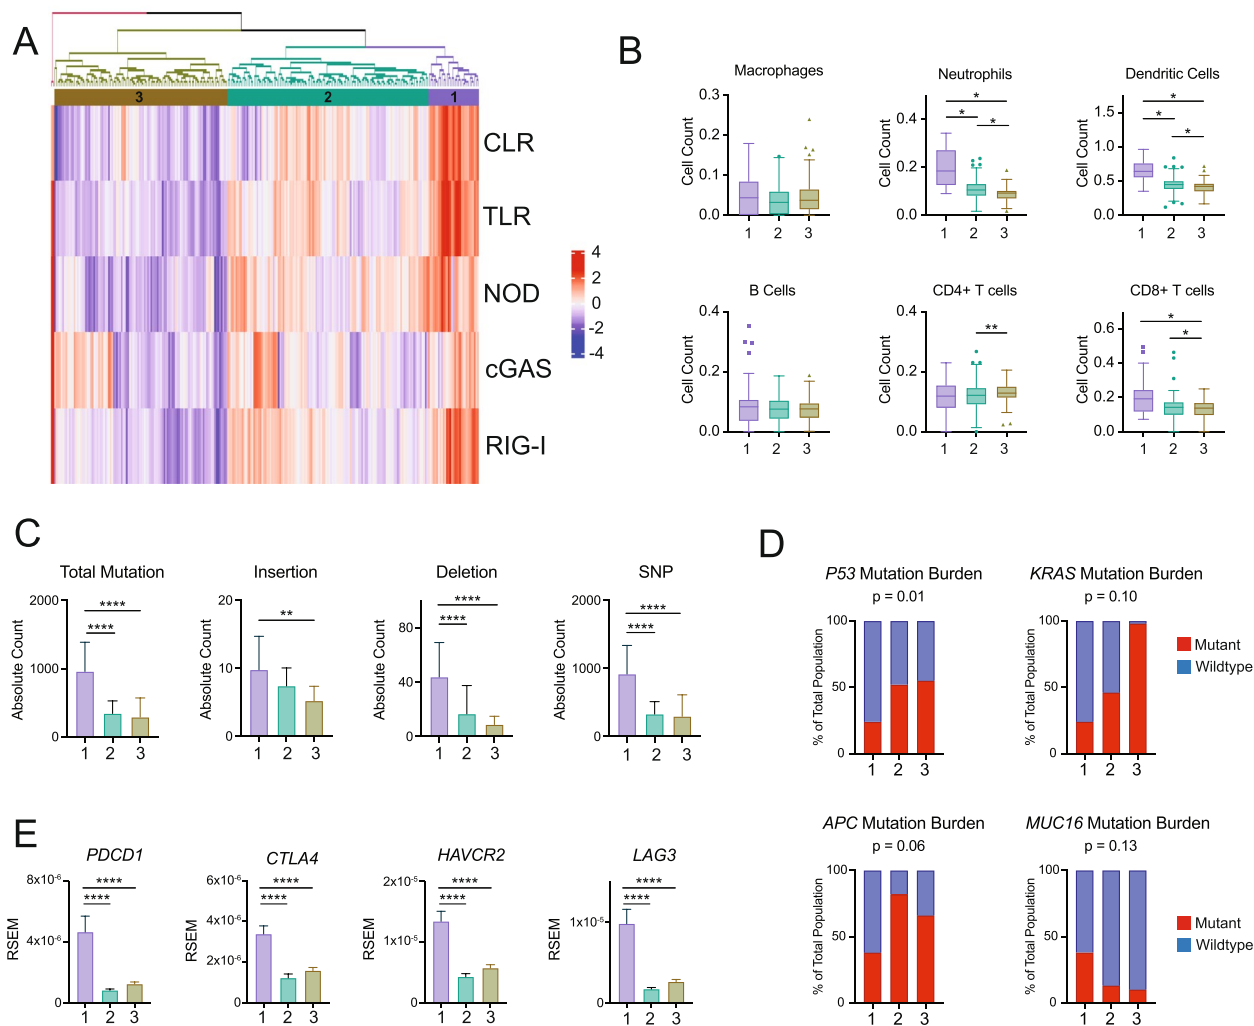 A
3 2 1
CLR
TLR
NOD
cGAS
RIG-I
4
2
0
-2
-4
B
Macrophages
Cell Count
0.3
0.2
0.1
0.0
1 2 3
Neutrophils
Cell Count
0.4
0.2
0.0
*
*
*
1 2 3
Dendritic Cells
Cell Count
1.5
1.0
0.5
0.0
*
*
*
1 2 3
B Cells
Cell Count
0.4
0.2
0.0
1 2 3
CD4+ T cells
Cell Count
0.4
0.2
0.0
**
1 2 3
CD8+ T cells
Cell Count
0.6
0.4
0.2
0.0
*
*
1 2 3
C
Total Mutation
Absolute Count
2000
1000
0
****
****
1 2 3
Insertion
Absolute Count
20
10
0
**
1 2 3
Deletion
Absolute Count
80
40
0
****
****
1 2 3
SNP
Absolute Count
2000
1000
0
****
****
1 2 3
D
P53 Mutation Burden
p = 0.01
% of Total Population
100
50
0
1 2 3
KRAS Mutation Burden
p = 0.10
% of Total Population
100
50
0
1 2 3
Mutant
Wildtype
APC Mutation Burden
p = 0.06
% of Total Population
100
50
0
1 2 3
MUC16 Mutation Burden
p = 0.13
% of Total Population
100
50
0
1 2 3
Mutant
Wildtype
E
PDCD1
RSEM
8x10⁻⁶
4x10⁻⁶
0
****
****
1 2 3
CTLA4
RSEM
6x10⁻⁶
4x10⁻⁶
2x10⁻⁶
0
****
****
1 2 3
HAVCR2
RSEM
2x10⁻⁵
1x10⁻⁵
0
****
****
1 2 3
LAG3
RSEM
1x10⁻⁵
0
****
****
1 2 3